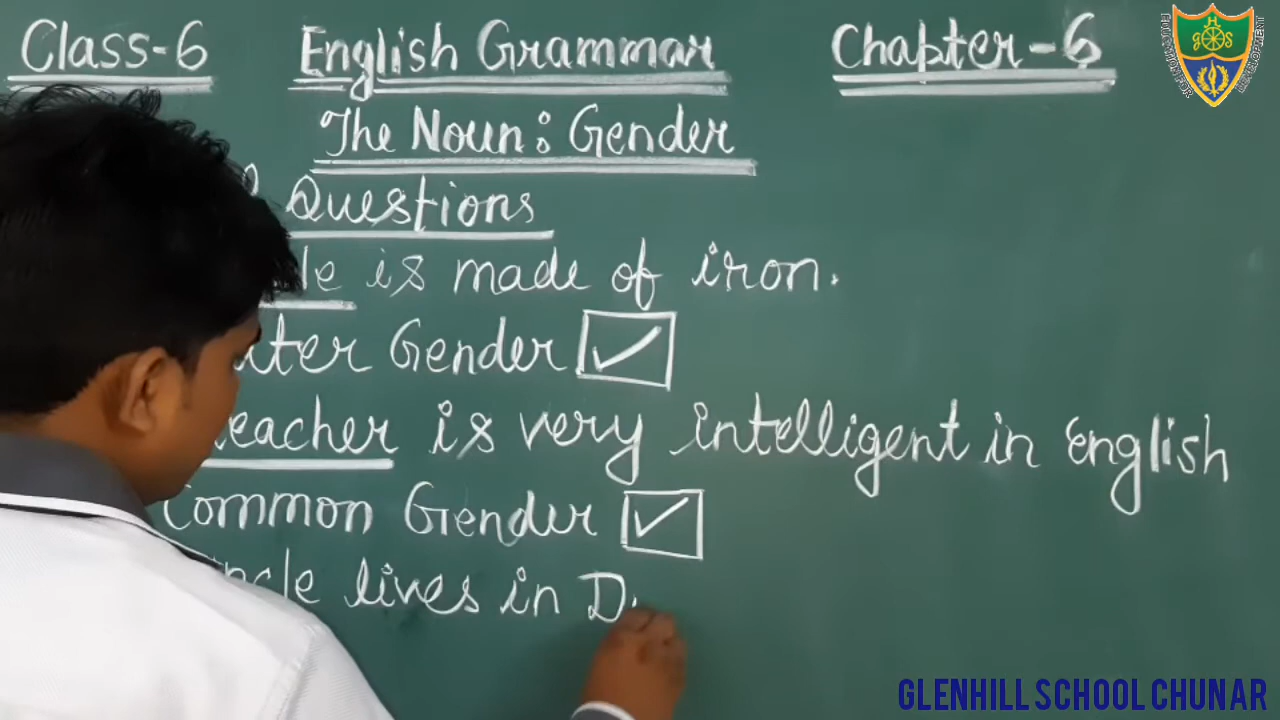 Class-6 English Grammar Chapter-6
The Noun: Gender
Questions
is made of iron.
Gender
teacher is very intelligent in English
Common Gender
lives in
GLENHILL SCHOOL CHUNAR